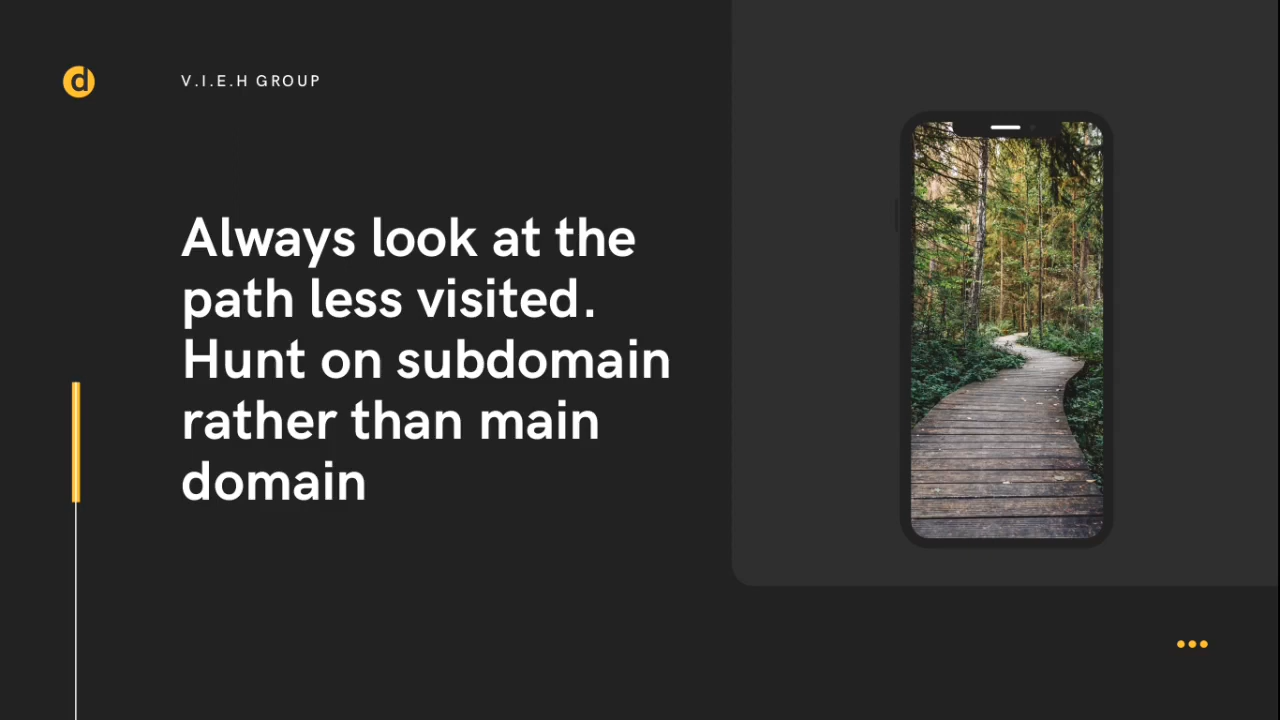 d
V.I.E.H GROUP
Always look at the
path less visited.
Hunt on subdomain
rather than main
domain